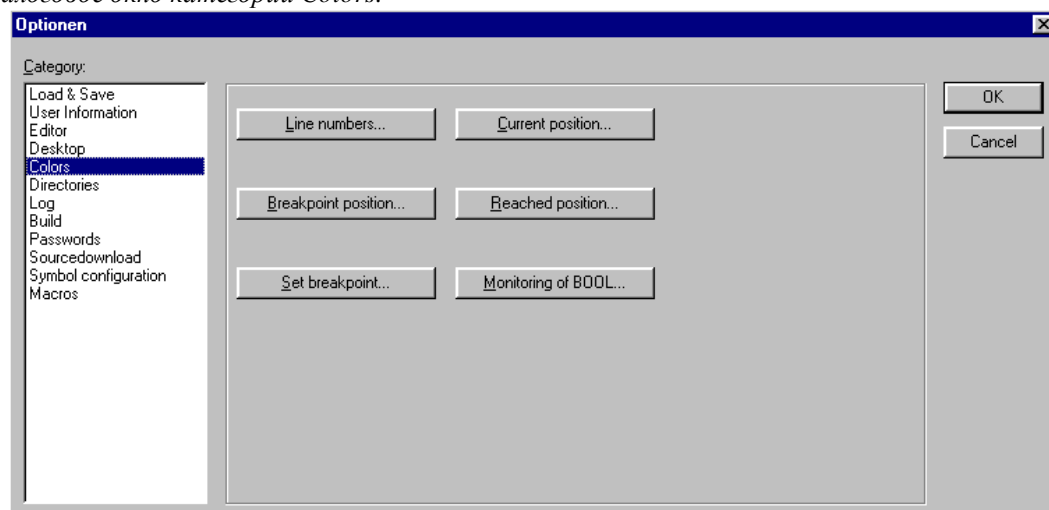 окно категории Colors.
Optionen
Category:
Load & Save
User Information
Editor
Desktop
Colors
Directories
Log
Build
Passwords
Sourcedownload
Symbol configuration
Macros
Line numbers...
Current position...
Breakpoint position...
Reached position...
Set breakpoint...
Monitoring of BOOL...
OK
Cancel